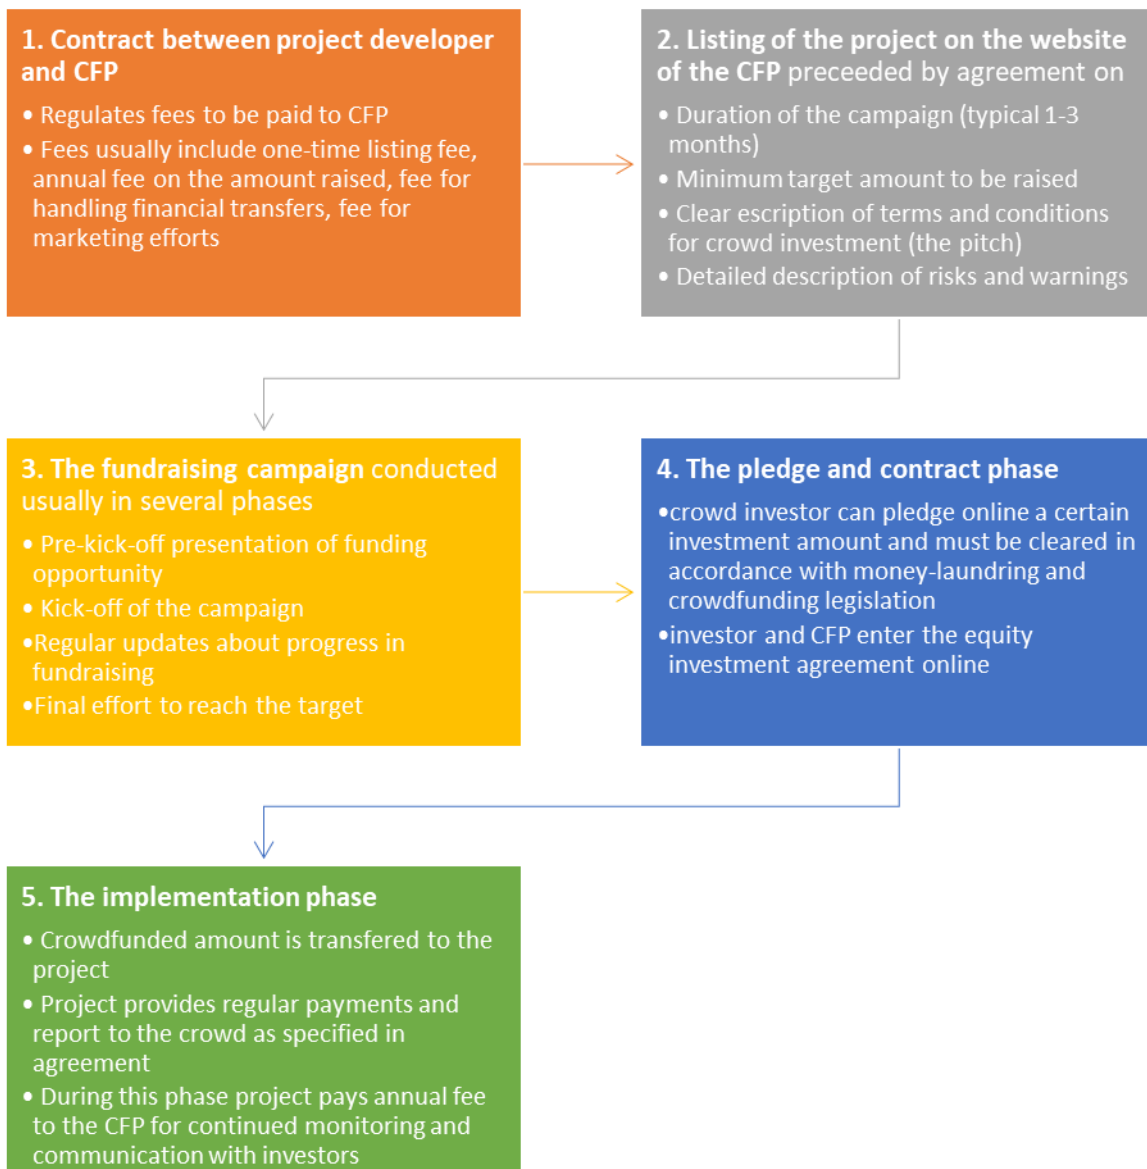 1. Contract between project developer
and CFP
• Regulates fees to be paid to CFP
• Fees usually include one-time listing fee,
annual fee on the amount raised, fee for
handling financial transfers, fee for
marketing efforts
2. Listing of the project on the website
of the CFP preceeded by agreement on
• Duration of the campaign (typical 1-3
months)
• Minimum target amount to be raised
• Clear escription of terms and conditions
for crowd investment (the pitch)
• Detailed description of risks and warnings
3. The fundraising campaign conducted
usually in several phases
• Pre-kick-off presentation of funding
opportunity
• Kick-off of the campaign
•Regular updates about progress in
fundraising
•Final effort to reach the target
4. The pledge and contract phase
•crowd investor can pledge online a certain
investment amount and must be cleared in
accordance with money-laundring and
crowdfunding legislation
•investor and CFP enter the equity
investment agreement online
5. The implementation phase
• Crowdfunded amount is transfered to the
project
• Project provides regular payments and
report to the crowd as specified in
agreement
• During this phase project pays annual fee
to the CFP for continued monitoring and
communication with investors